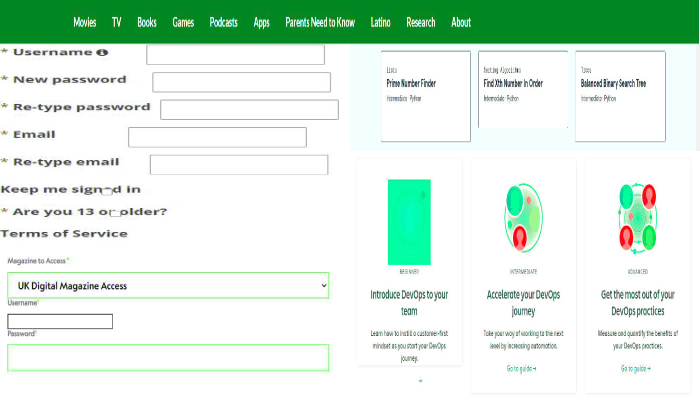 Movies TV Books Games Podcasts Apps Parents Need to Know Latino Research About
* Username
* New password
* Re-type password
* Email
* Re-type email
Keep me signed in
* Are you 13 or older?
Terms of Service
Magazine to Access*
UK Digital Magazine Access
Username*
Password*
Lists
Prime Number Finder
Intermediate Python
Sorting Algorithms
Find Xth Number In Order
Intermediate Python
Trees
Balanced Binary Search Tree
Intermediate Python
BEGINNER
Introduce DevOps to your
team
Learn how to instill a customer-first
mindset as you start your DevOps
journey.
INTERMEDIATE
Accelerate your DevOps
journey
Take your way of working to the next
level by increasing automation.
Go to guide →
ADVANCED
Get the most out of your
DevOps practices
Measure and quantify the benefits of
your DevOps practices.
Go to guide →